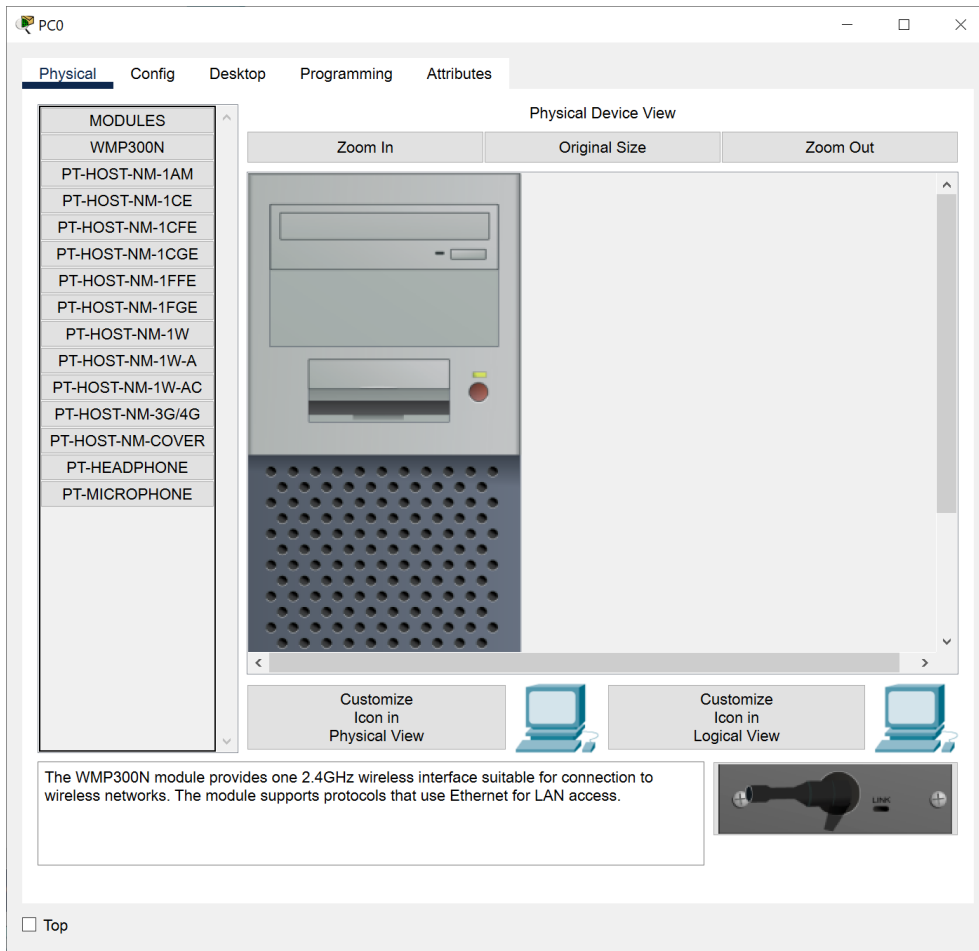 PC0
Physical Config Desktop Programming Attributes
MODULES
WMP300N
PT-HOST-NM-1AM
PT-HOST-NM-1CE
PT-HOST-NM-1CFE
PT-HOST-NM-1CGE
PT-HOST-NM-1FFE
PT-HOST-NM-1FGE
PT-HOST-NM-1W
PT-HOST-NM-1W-A
PT-HOST-NM-1W-AC
PT-HOST-NM-3G/4G
PT-HOST-NM-COVER
PT-HEADPHONE
PT-MICROPHONE
Physical Device View
Zoom In Original Size Zoom Out
Customize
Icon in
Physical View
Customize
Icon in
Logical View
The WMP300N module provides one 2.4GHz wireless interface suitable for connection to
wireless networks. The module supports protocols that use Ethernet for LAN access.
LINK
Top